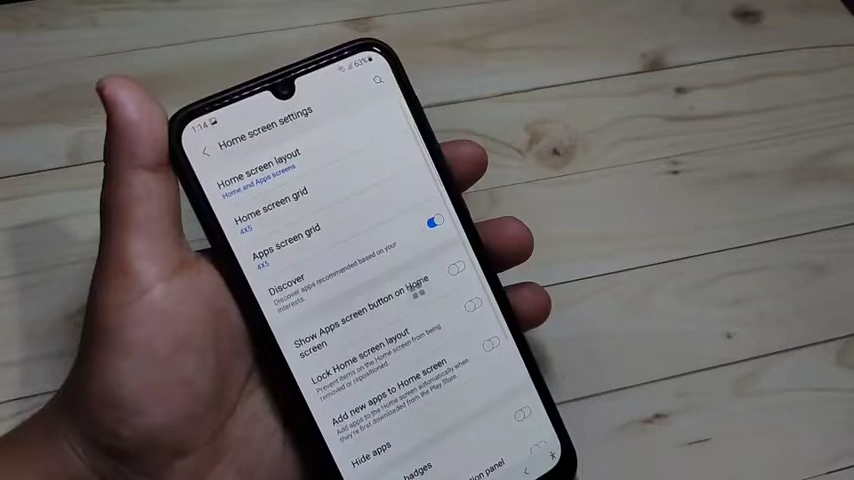 1:14
63%
Home screen settings
Home screen layout
Home and Apps screens
Home screen grid
4X5
Apps screen grid
4X5
Discover
Discover apps recommended based on your
interests.
Show Apps screen button on Home
screen
Lock Home screen layout
Prevent items on the Home screen from being
removed or repositioned.
Add new apps to Home screen
Add apps to the Home screen automatically when
they're first downloaded from the Play Store.
Hide apps
badges